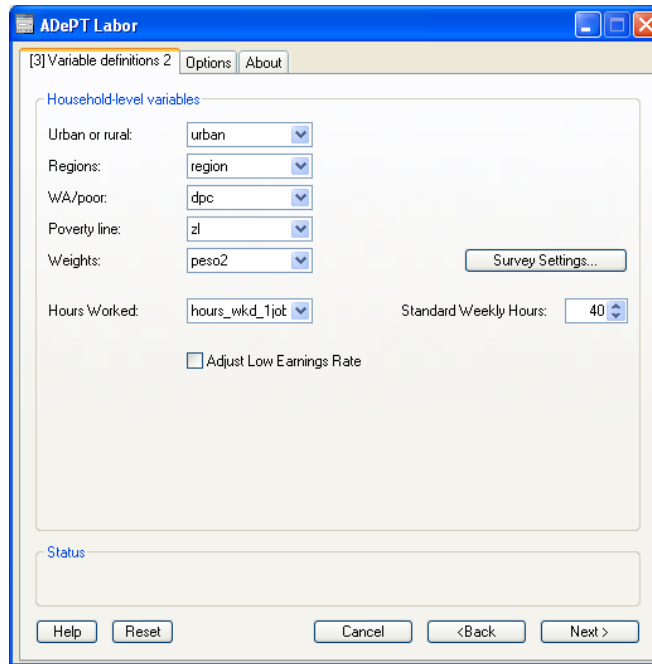 ADePT Labor
[3] Variable definitions 2 Options About
Household-level variables
Urban or rural: urban
Regions: region
WA/poor: dpc
Poverty line: zl
Weights: peso2 Survey Settings...
Hours Worked: hours_wkd_1job Standard Weekly Hours: 40
Adjust Low Earnings Rate
Status
Help Reset Cancel <Back Next >